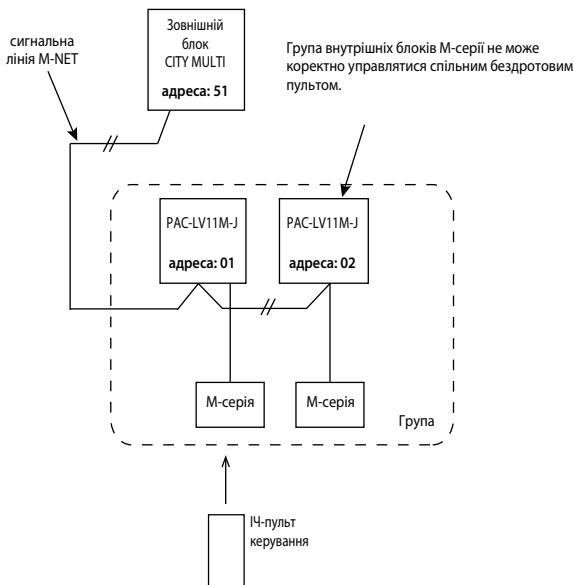 сигнальна
лінія M-NET
Зовнішній
блок
CITY MULTI
адреса: 51
Група внутрішніх блоків М-серії не може
коректно управлятися спільним бездротовим
пультом.
PAC-LV11M-J
адреса: 01
PAC-LV11M-J
адреса: 02
М-серія
М-серія
Група
ІЧ-пульт
керування